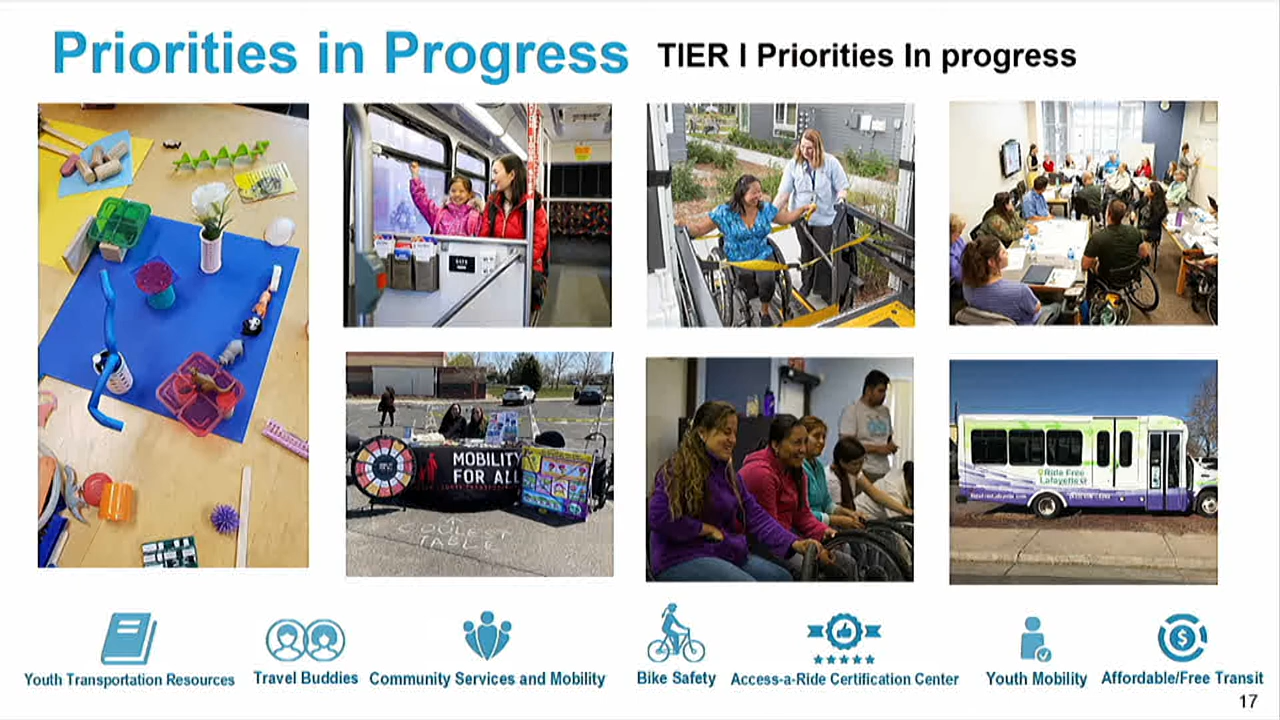 Priorities in Progress
TIER I Priorities In progress
MOBILITY
FOR ALL
COLLECT
TABLE
Ride Free
Lafayette
Youth Transportation Resources
Travel Buddies
Community Services and Mobility
Bike Safety
Access-a-Ride Certification Center
Youth Mobility
Affordable/Free Transit
17